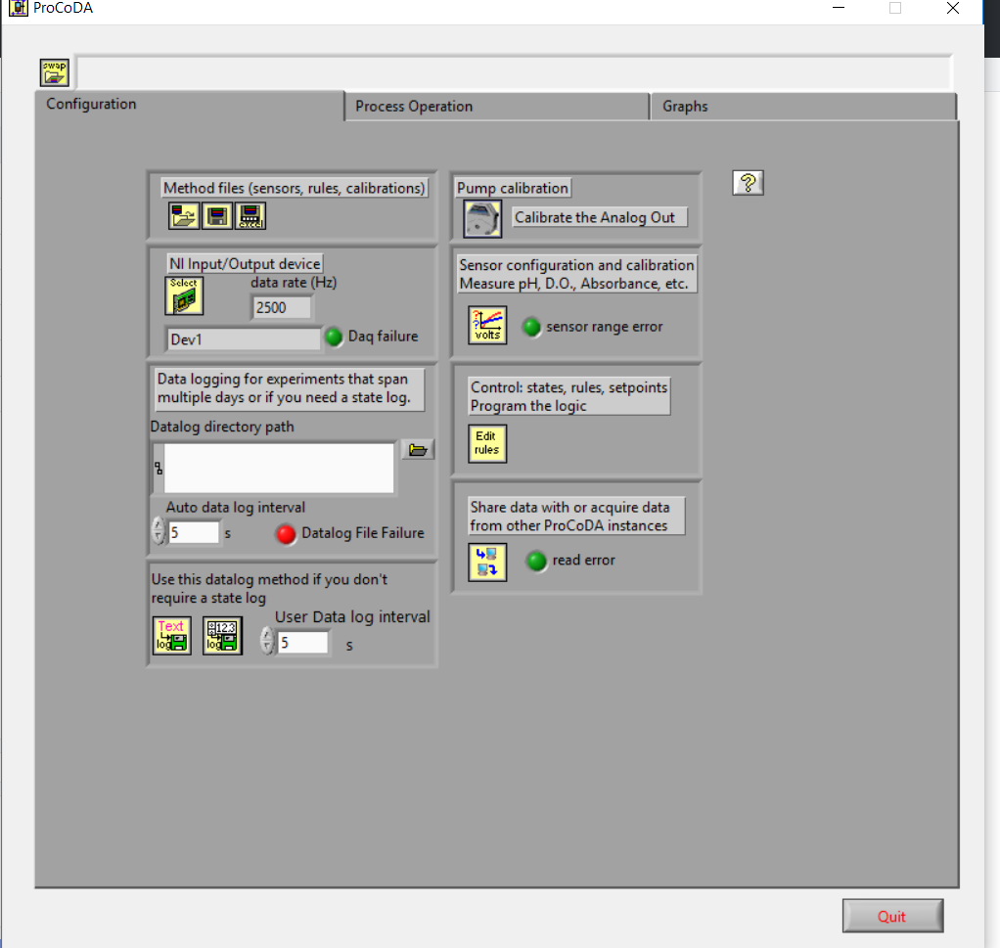 ProCoDA
swap
Configuration
Process Operation
Graphs
Method files (sensors, rules, calibrations)
excel
Pump calibration
Calibrate the Analog Out
?
NI Input/Output device
Select
data rate (Hz)
2500
Dev1
Daq failure
Sensor configuration and calibration
Measure pH, D.O., Absorbance, etc.
volts
sensor range error
Data logging for experiments that span
multiple days or if you need a state log.
Datalog directory path
Auto data log interval
5 s
Datalog File Failure
Control: states, rules, setpoints
Program the logic
Edit
rules
Share data with or acquire data
from other ProCoDA instances
read error
Use this datalog method if you don't
require a state log
Text
log
123
log
User Data log interval
5 s
Quit